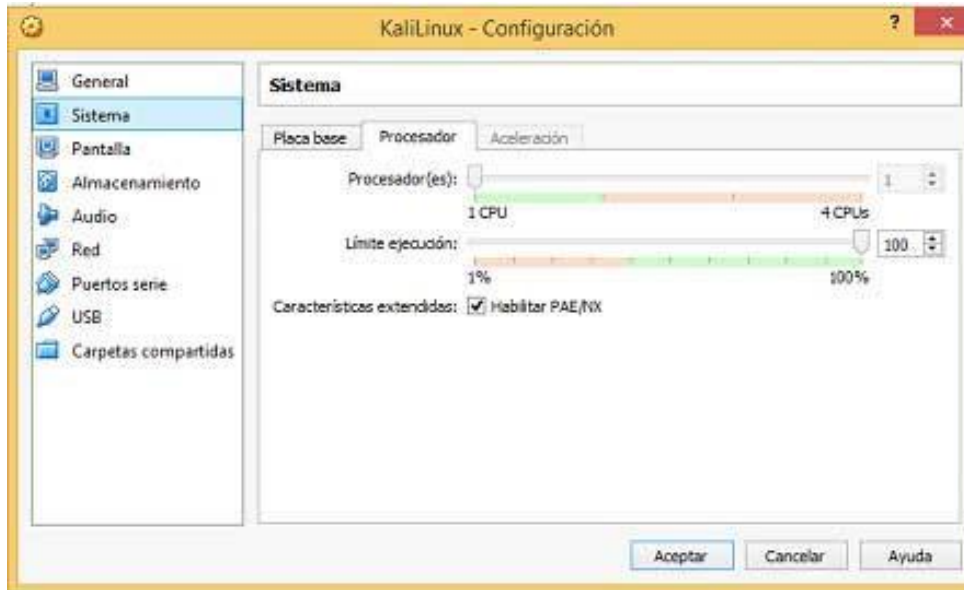 KaliLinux - Configuración
?
General
Sistema
Pantalla
Almacenamiento
Audio
Red
Puertos serie
USB
Carpetas compartidas
Sistema
Placa base Procesador Aceleración
Procesador(es): 1
1 CPU 4 CPUs
Límite ejecución: 100
1% 100%
Características extendidas: Habilitar PAE/NX
Aceptar Cancelar Ayuda